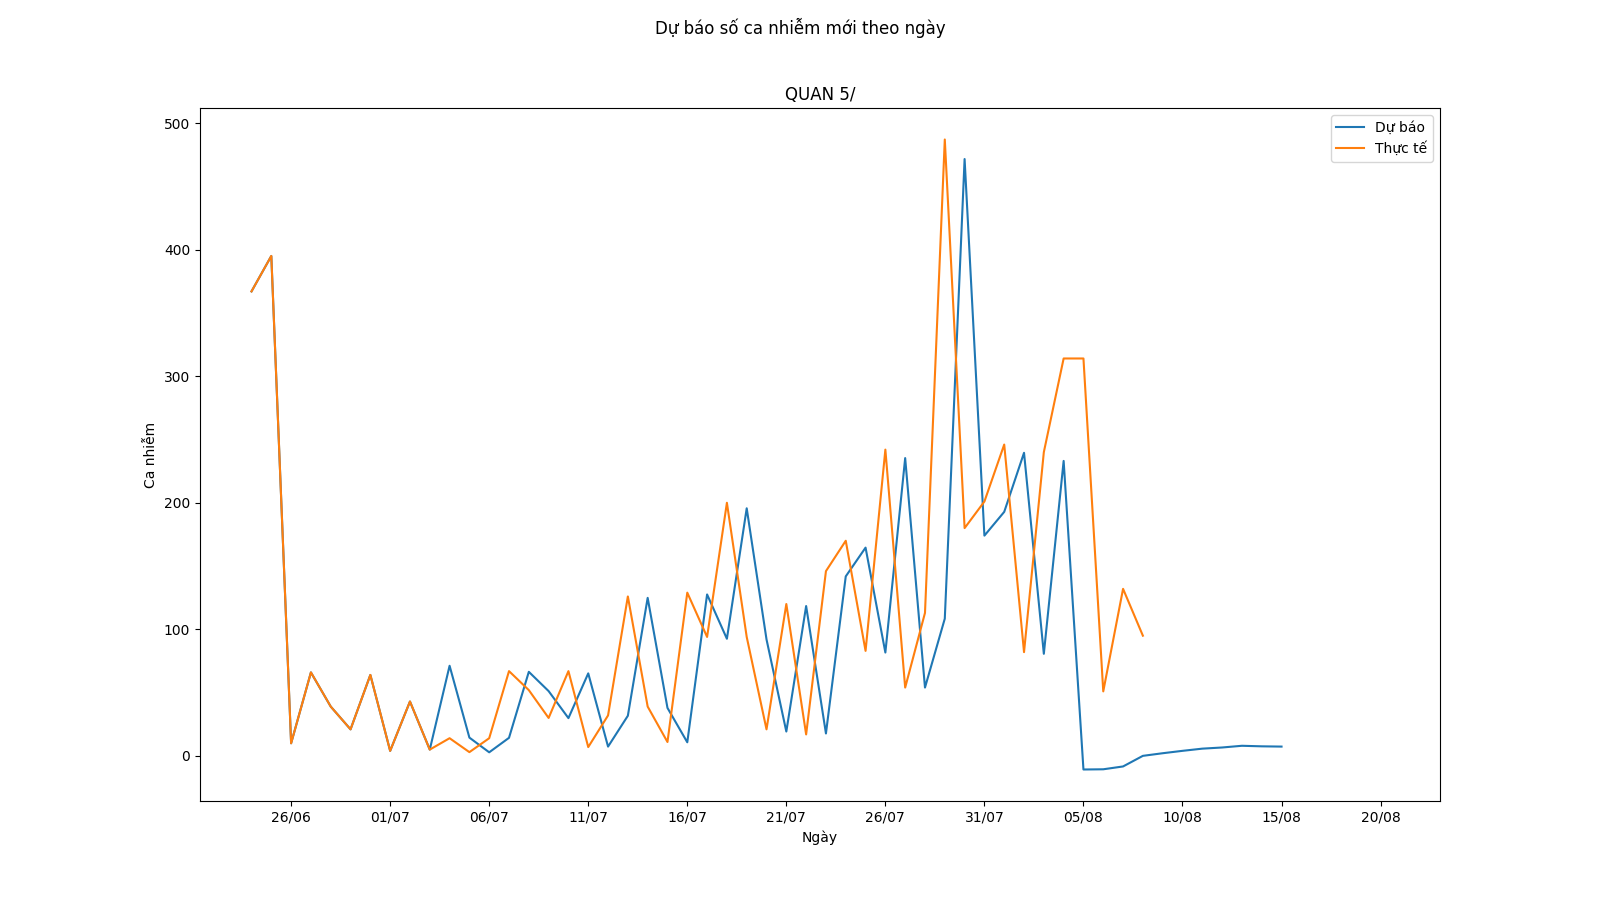 Dự báo số ca nhiễm mới theo ngày
QUAN 5/
Dự báo
Thực tế
500
400
300
200
100
0
Ca nhiễm
26/06 01/07 06/07 11/07 16/07 21/07 26/07 31/07 05/08 10/08 15/08 20/08
Ngày